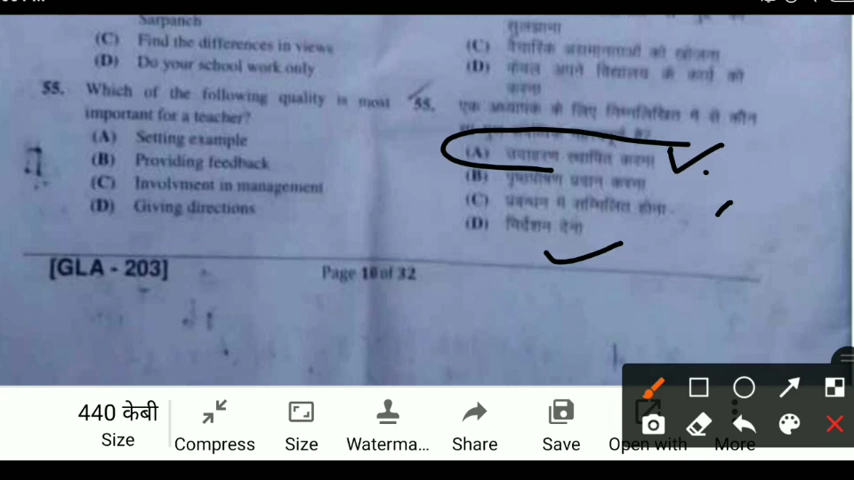 Sarpanch
(C) Find the differences in views
(D) Do your school work only
55. Which of the following quality is most
important for a teacher?
(A) Setting example
(B) Providing feedback
(C) Involvment in management
(D) Giving directions
सुलझाना
(C) वैचारिक असमानताओं को खोजना
(D) केवल अपने विद्यालय के कार्य को
करना
55. एक अध्यापक के लिए निम्नलिखित में से कौन
(A) उदाहरण स्थापित करना
(B) पृष्ठपोषण प्रदान करना
(C) प्रबन्धन में सम्मिलित होना
(D) निर्देशन देना
[GLA - 203]
Page 10 of 32
440 केबी
Size
Compress
Size
Waterma...
Share
Save
Open with
More